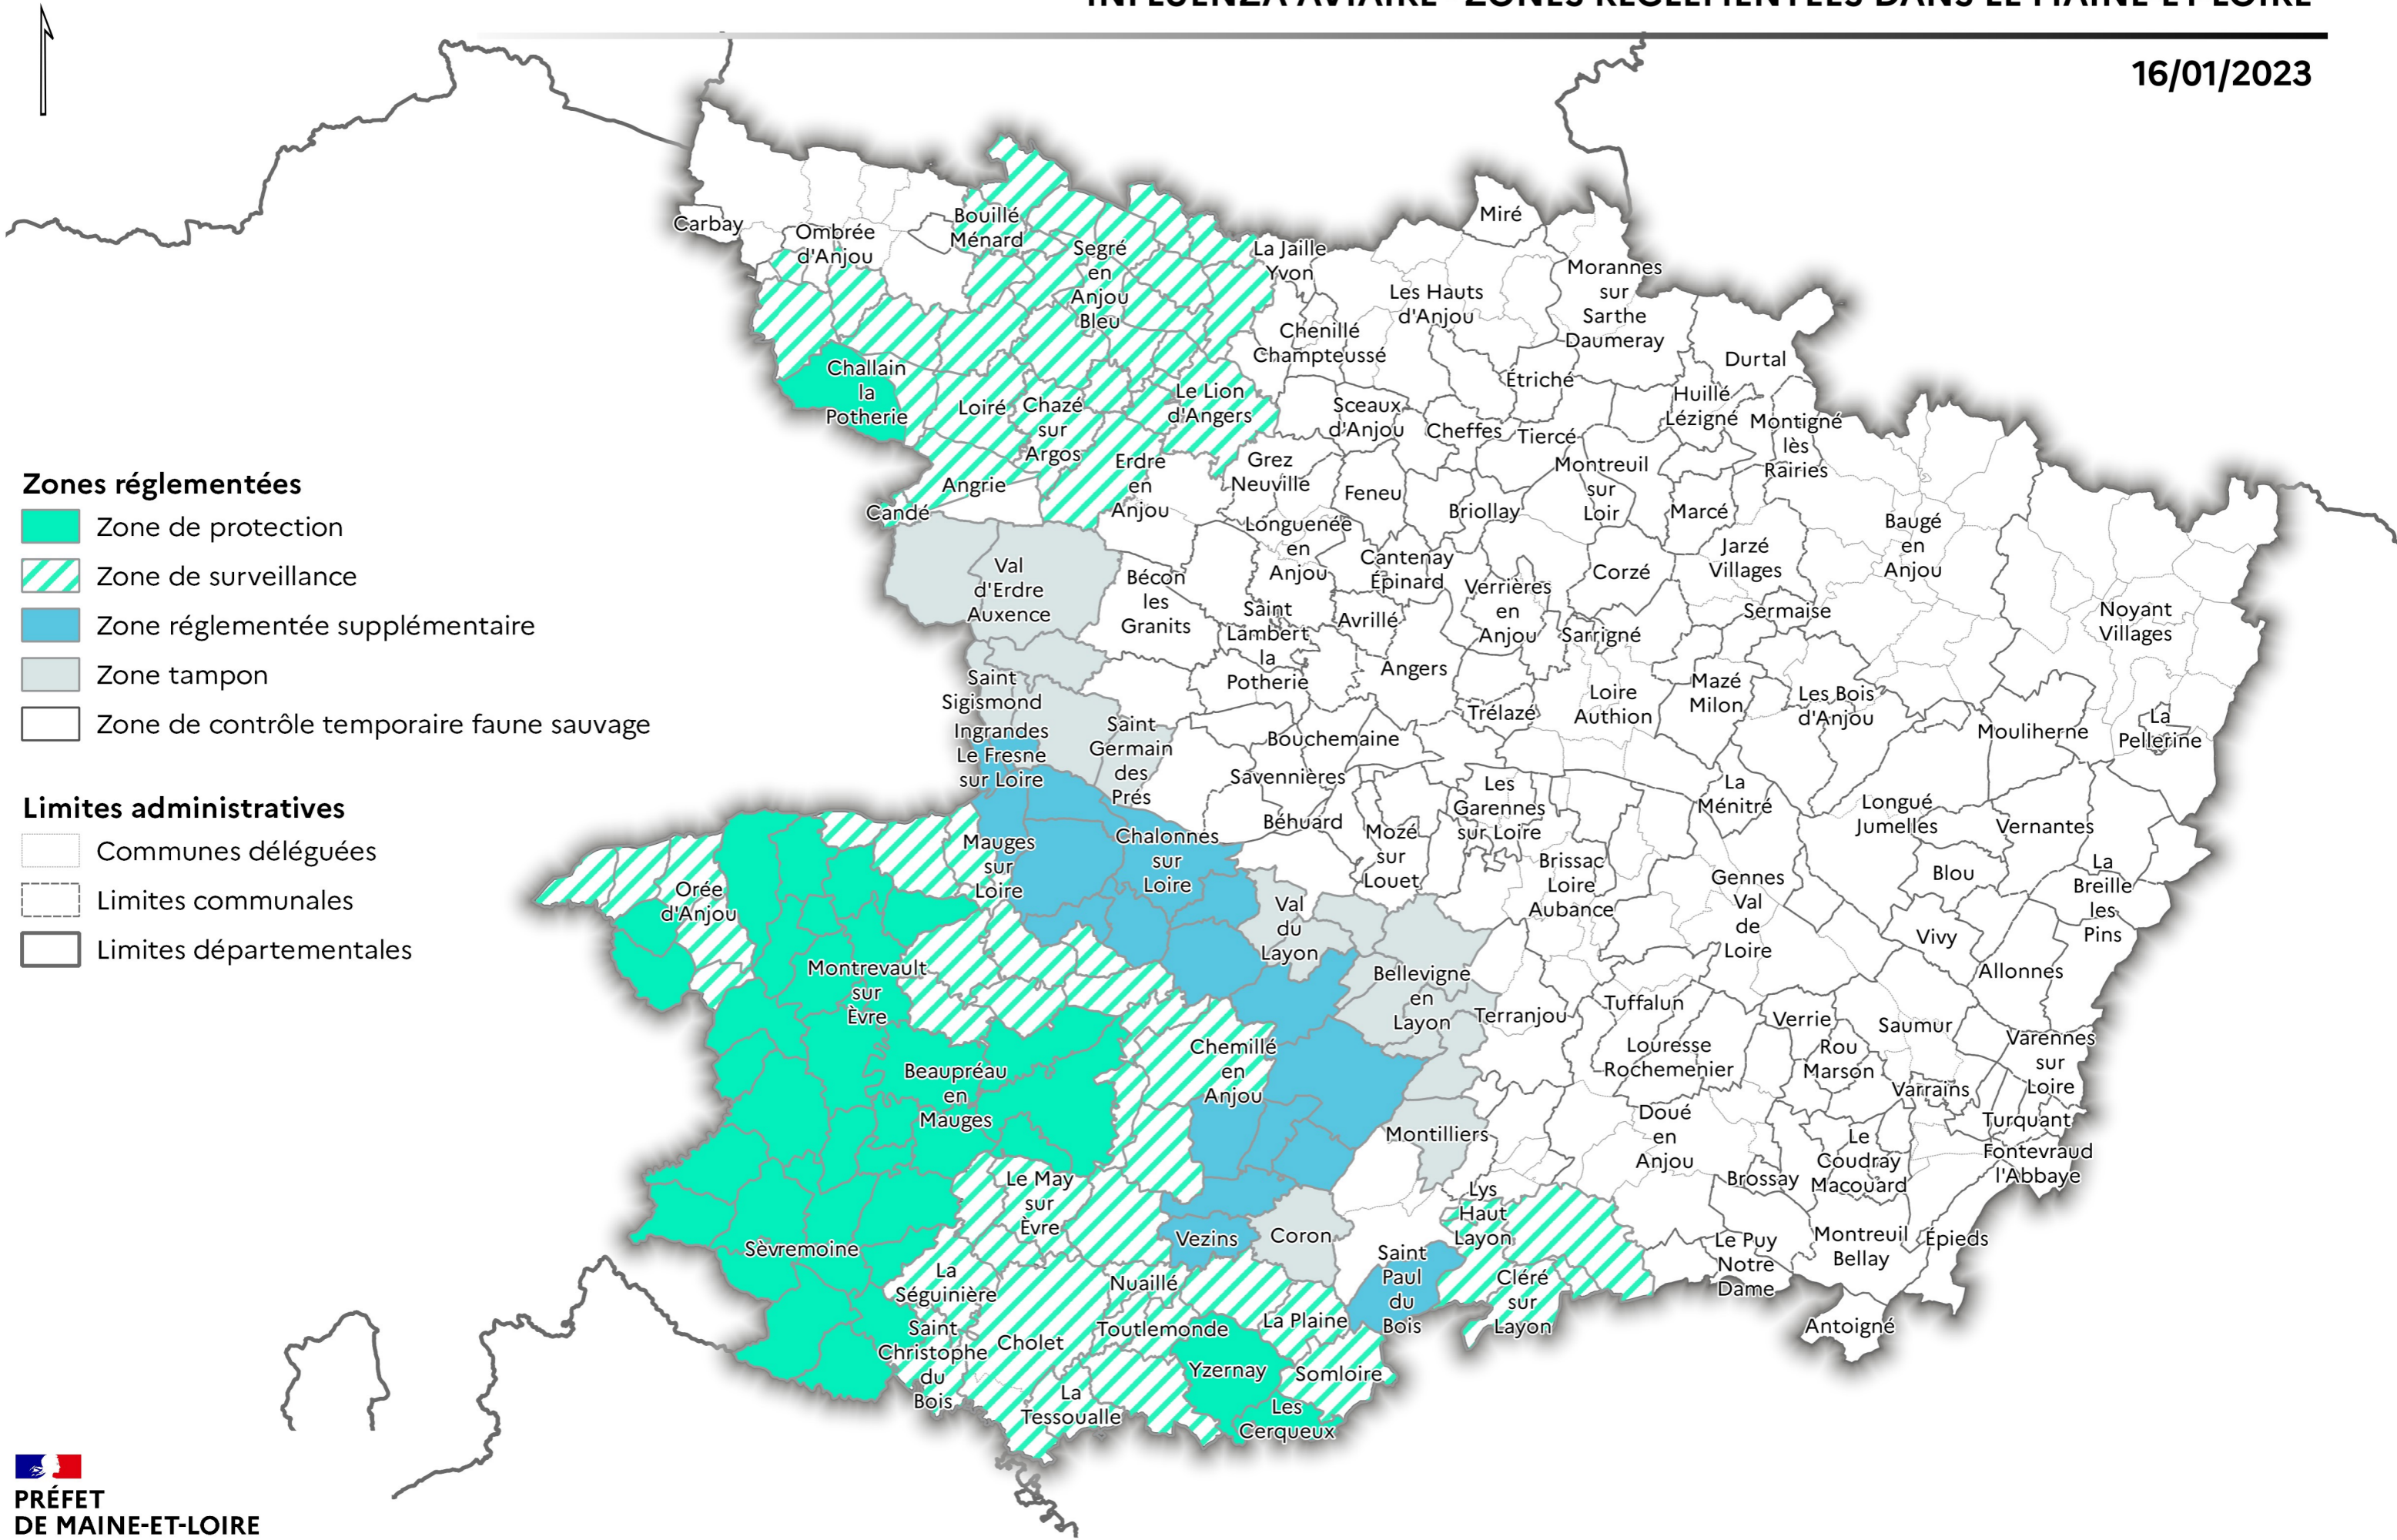 INFLUENZA AVIAIRE - ZONES RÉGLEMENTÉES DANS LE MAINE-ET-LOIRE
16/01/2023
Zones réglementées
Zone de protection
Zone de surveillance
Zone réglementée supplémentaire
Zone tampon
Zone de contrôle temporaire faune sauvage
Limites administratives
Communes déléguées
Limites communales
Limites départementales
Carbay
Ombrée
d'Anjou
Bouillé
Ménard
Segré
en
Anjou
Bleu
La Jaille
Yvon
Miré
Les Hauts
d'Anjou
Morannes
sur
Sarthe
Daumeray
Chenillé
Champteussé
Durtal
Challain
la
Potherie
Loiré
Chazé
sur
Argos
Le Lion
d'Angers
Étriché
Huillé
Lézigné
Sceaux
d'Anjou
Cheffes
Tiercé
Montigné
lès
Rairies
Angrie
Candé
Erdre
en
Anjou
Grez
Neuville
Feneu
Briollay
Montreuil
sur
Loir
Marcé
Baugé
en
Anjou
Longuenée
en
Anjou
Cantenay
Épinard
Jarzé
Villages
Corzé
Val
d'Erdre
Auxence
Bécon
les
Granits
Verrières
en
Anjou
Saint
Lambert
la
Potherie
Avrillé
Sarrigné
Sermaise
Noyant
Villages
Angers
Saint
Sigismond
Trélazé
Loire
Authion
Mazé
Milon
Les Bois
d'Anjou
Mouliherne
La
Pellerine
Ingrandes
Le Fresne
sur Loire
Saint
Germain
des
Prés
Bouchemaine
Savennières
Béhuard
Les
Garennes
sur Loire
La
Ménitré
Longué
Jumelles
Vernantes
Mauges
sur
Loire
Chalonnes
sur
Loire
Mozé
sur
Louet
Brissac
Loire
Aubance
Gennes
Val
de
Loire
Blou
La
Breille
les
Pins
Orée
d'Anjou
Val
du
Layon
Vivy
Allonnes
Montrevault
sur
Èvre
Bellevigne
en
Layon
Terranjou
Tuffalun
Verrie
Saumur
Varennes
sur
Loire
Chemillé
en
Anjou
Louresse
Rochemenier
Rou
Marson
Varrains
Beaupréau
en
Mauges
Turquant
Montilliers
Doué
en
Anjou
Le
Coudray
Macouard
Fontevraud
l'Abbaye
Brossay
Le May
sur
Èvre
Lys
Haut
Layon
Sèvremoine
Vezins
Coron
Le Puy
Notre
Dame
Montreuil
Bellay
Épieds
La
Séguinière
Nuaillé
Saint
Paul
du
Bois
Cléré
sur
Layon
Saint
Christophe
du
Bois
Cholet
Toutlemonde
La Plaine
Antoigné
Yzernay
Somloire
La
Tessoualle
Les
Cerqueux
PRÉFET
DE MAINE-ET-LOIRE